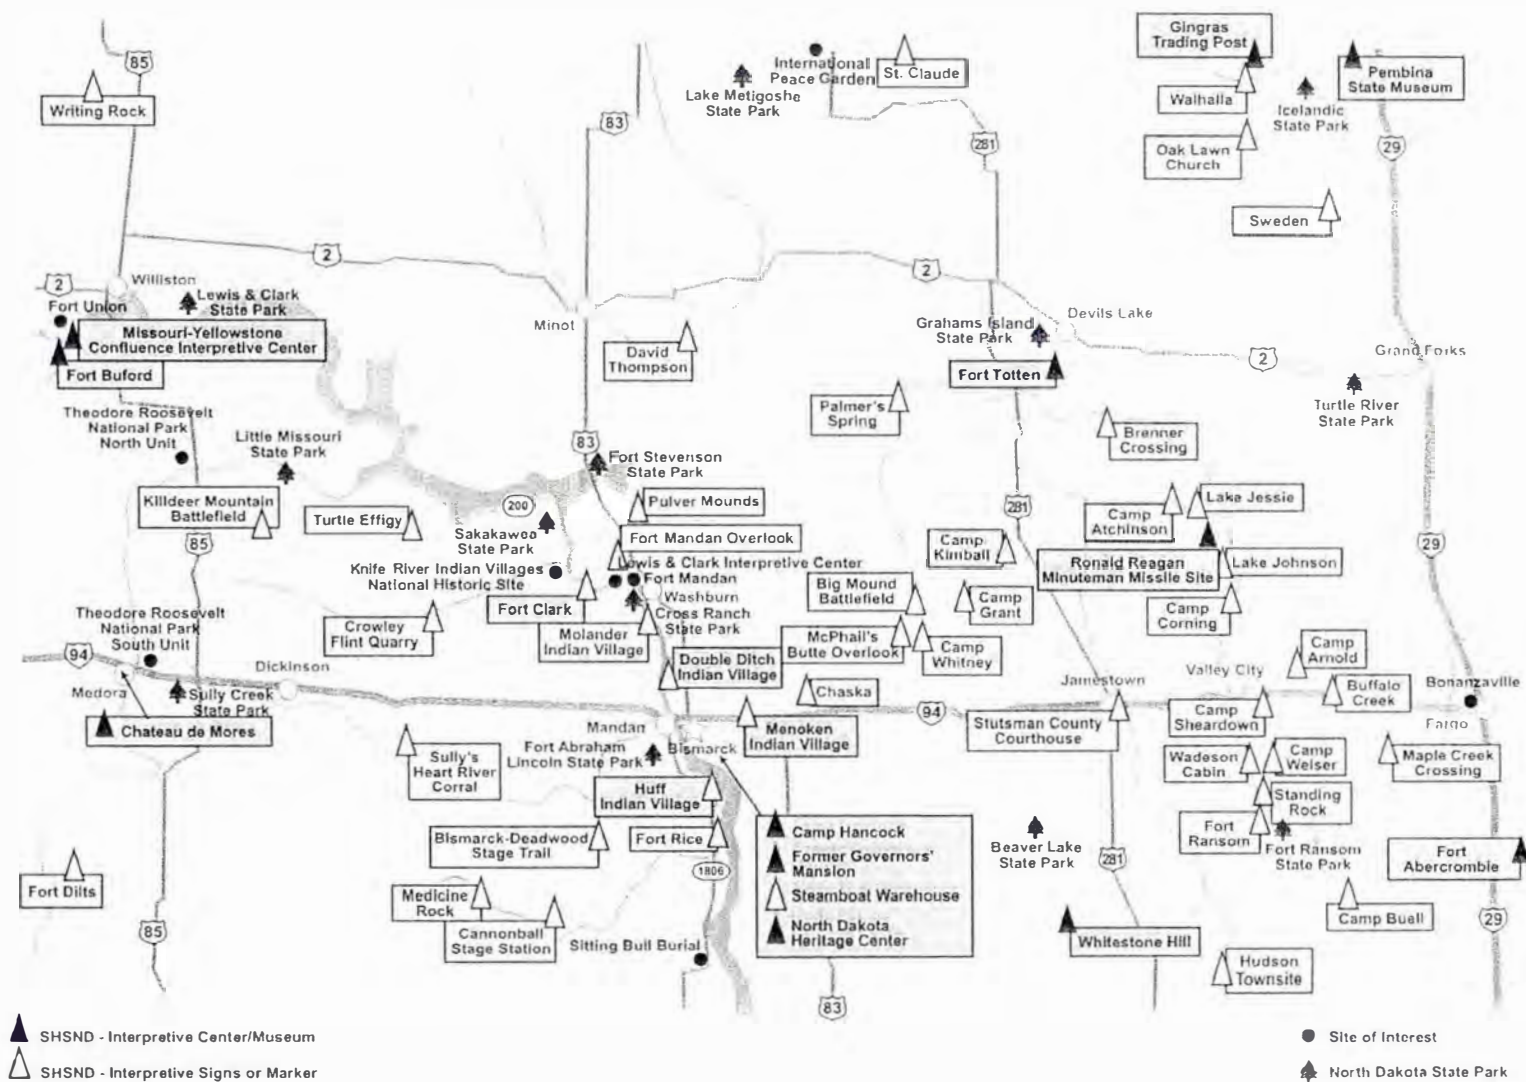 Gingras
Trading Post
85
International
Peace Garden
St. Claude
Pembina
State Museum
Lake Metigoshe
State Park
Walhalla
Icelandic
State Park
Writing Rock
83
281
29
Oak Lawn
Church
Sweden
2
2
2
Williston
Lewis & Clark
State Park
Fort Union
Minot
Devils Lake
Grahams Island
State Park
Missouri-Yellowstone
Confluence Interpretive Center
David
Thompson
2
Grand Forks
Fort Buford
Fort Totten
Theodore Roosevelt
National Park
North Unit
Palmer's
Spring
Turtle River
State Park
Little Missouri
State Park
Brenner
Crossing
83
Fort Stevenson
State Park
Killdeer Mountain
Battlefield
Turtle Effigy
200
Pulver Mounds
281
Camp
Atchinson
Lake Jessie
Sakakawea
State Park
Fort Mandan Overlook
Camp
Kimball
85
29
Lewis & Clark Interpretive Center
Ronald Reagan
Minuteman Missile Site
Lake Johnson
Knife River Indian Villages
National Historic Site
Fort Mandan
Big Mound
Battlefield
Washburn
Fort Clark
Camp
Grant
Camp
Corning
Theodore Roosevelt
National Park
South Unit
Cross Ranch
State Park
Crowley
Flint Quarry
Molander
Indian Village
McPhail's
Butte Overlook
Camp
Whitney
Camp
Arnold
94
Dickinson
Double Ditch
Indian Village
Valley City
Medora
Sully Creek
State Park
Chaska
Jamestown
Buffalo
Creek
Bonanzaville
94
Camp
Sheardown
Fargo
Chateau de Mores
Mandan
Menoken
Indian Village
Stutsman County
Courthouse
Sully's
Heart River
Corral
Fort Abraham
Lincoln State Park
Bismarck
Wadeson
Cabin
Camp
Weiser
Maple Creek
Crossing
Huff
Indian Village
Standing
Rock
Bismarck-Deadwood
Stage Trail
Fort Rice
Camp Hancock
Former Governors'
Mansion
Steamboat Warehouse
North Dakota
Heritage Center
Beaver Lake
State Park
Fort
Ransom
Fort Ransom
State Park
Fort
Abercrombie
281
1806
Fort Dilts
Medicine
Rock
Camp Buell
29
85
Cannonball
Stage Station
Sitting Bull Burial
Whitestone Hill
Hudson
Townsite
83
SHSND - Interpretive Center/Museum
Site of Interest
SHSND - Interpretive Signs or Marker
North Dakota State Park